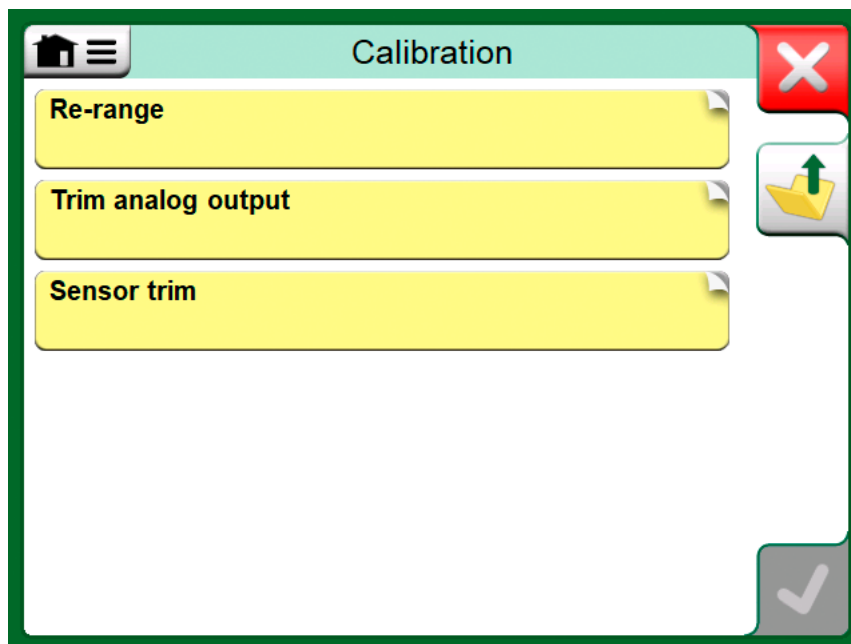 Calibration
Re-range
Trim analog output
Sensor trim